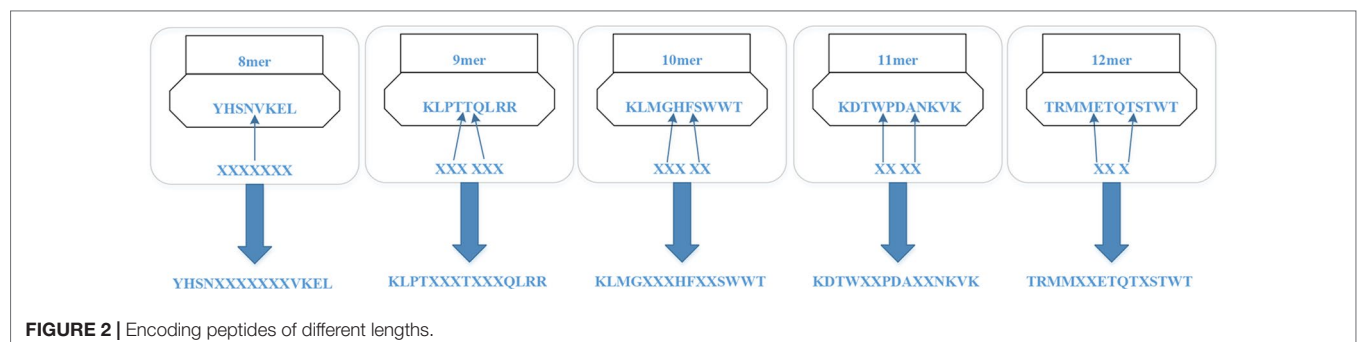 8mer 9mer 10mer 11mer 12mer
YHSNVKEL KLPTTQLRR KLMGHFSWWT KDTWPDANKVK TRMMETQTSTWT
XXXXXXX XXX XXX XXX XX XX XX XX X
YHSNXXXXXXXVKEL KLPTXXXTXXXQLRR KLMGXXXHFXXSWWT KDTWXXPDAXXNKVK TRMMXXETQTXSTWT
FIGURE 2 | Encoding peptides of different lengths.